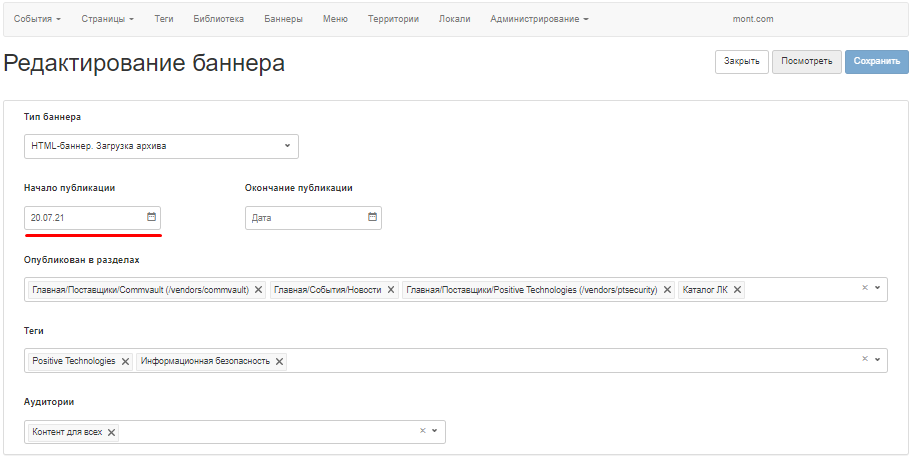 События Страницы Теги Библиотека Баннеры Меню Территории Локали Администрирование mont.com
Редактирование баннера Закрыть Посмотреть Сохранить
Тип баннера
HTML-баннер. Загрузка архива
Начало публикации Окончание публикации
20.07.21 Дата
Опубликован в разделах
Главная/Поставщики/Commvault (/vendors/commvault) Главная/События/Новости Главная/Поставщики/Positive Technologies (/vendors/ptsecurity) Каталог ЛК
Теги
Positive Technologies Информационная безопасность
Аудитории
Контент для всех